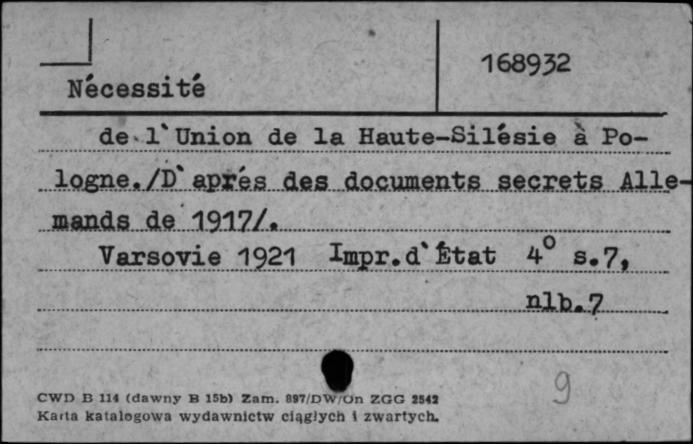 168932
Nécessité
de l`Union de la Haute-Silésie à Po-
logne./D`aprés des documents secrets Alle-
mands de 1917/.
Varsovie 1921 Impr.d`État 4° s.7,
nlb.7
9
CWD B 114 (dawny B 15b) Zam. 897/DW/On ZGG 2542
Karta katalogowa wydawnictw ciągłych i zwartych.